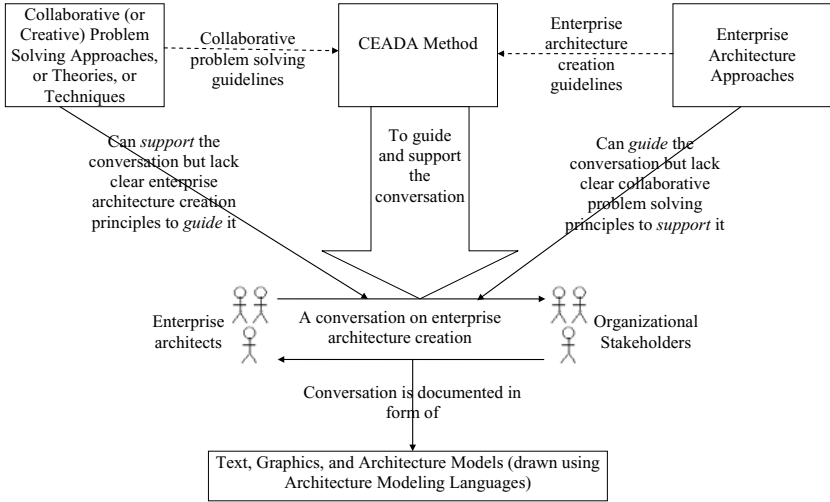 Collaborative (or
Creative) Problem
Solving Approaches,
or Theories, or
Techniques
Collaborative
problem solving
guidelines
CEADA Method
Enterprise
architecture
creation
guidelines
Enterprise
Architecture
Approaches
Can support the
conversation but lack
clear enterprise
architecture creation
principles to guide it
To guide
and support
the
conversation
Can guide the
conversation but lack
clear collaborative
problem solving
principles to support it
Enterprise
architects
A conversation on enterprise
architecture creation
Organizational
Stakeholders
Conversation is documented in
form of
Text, Graphics, and Architecture Models (drawn using
Architecture Modeling Languages)